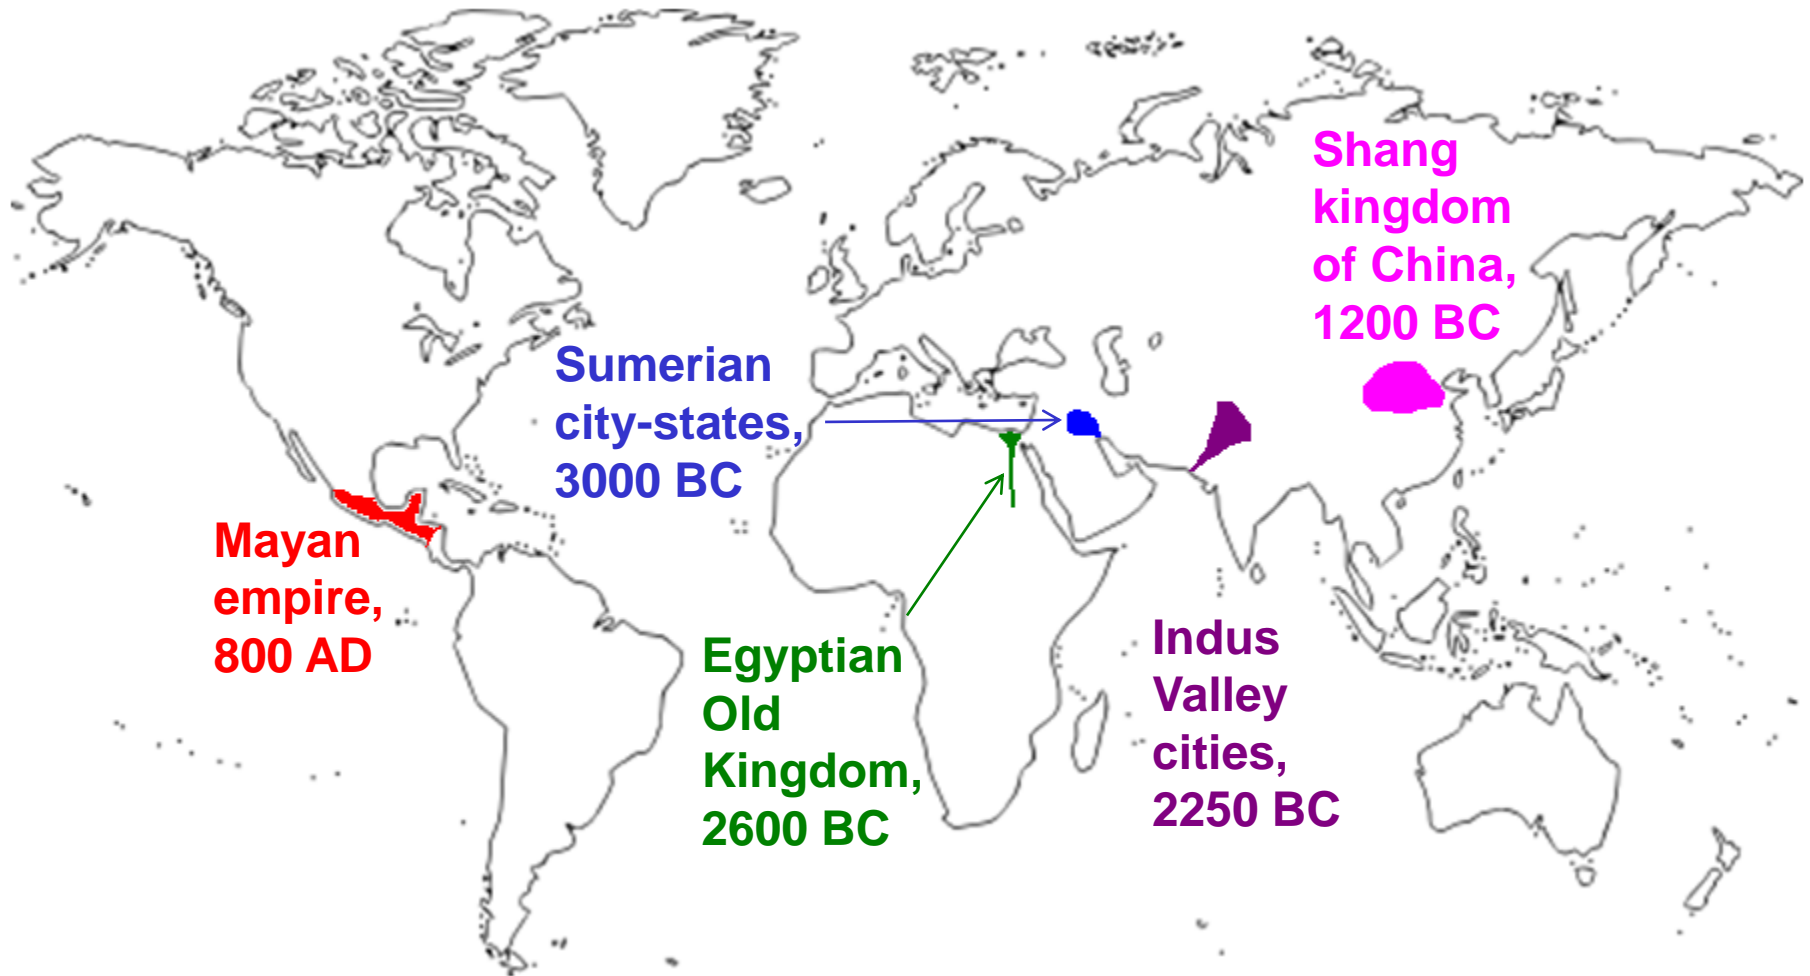 Shang
kingdom
of China,
1200 BC
Sumerian
city-states,
3000 BC
Mayan
empire,
800 AD
Egyptian
Old
Kingdom,
2600 BC
Indus
Valley
cities,
2250 BC